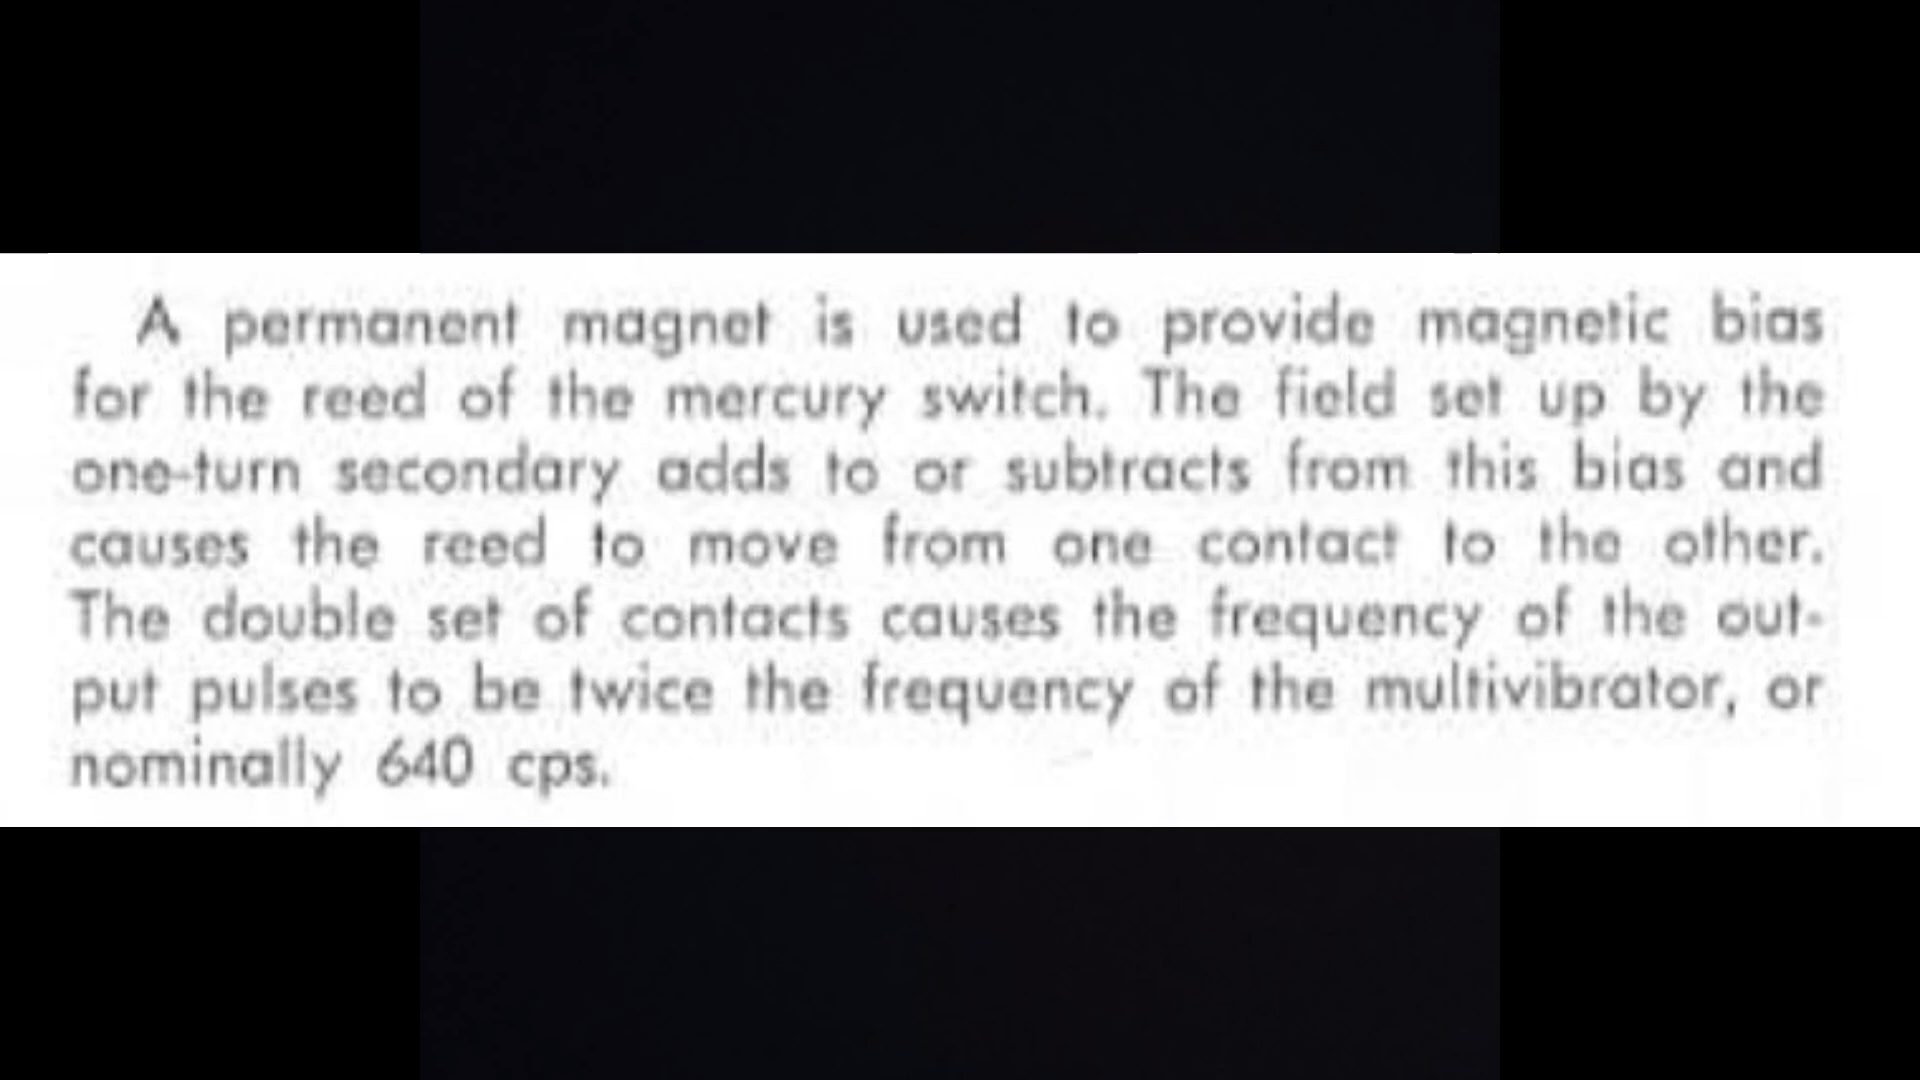 A permanent magnet is used to provide magnetic bias
for the reed of the mercury switch. The field set up by the
one-turn secondary adds to or subtracts from this bias and
causes the reed to move from one contact to the other.
The double set of contacts causes the frequency of the out-
put pulses to be twice the frequency of the multivibrator, or
nominally 640 cps.